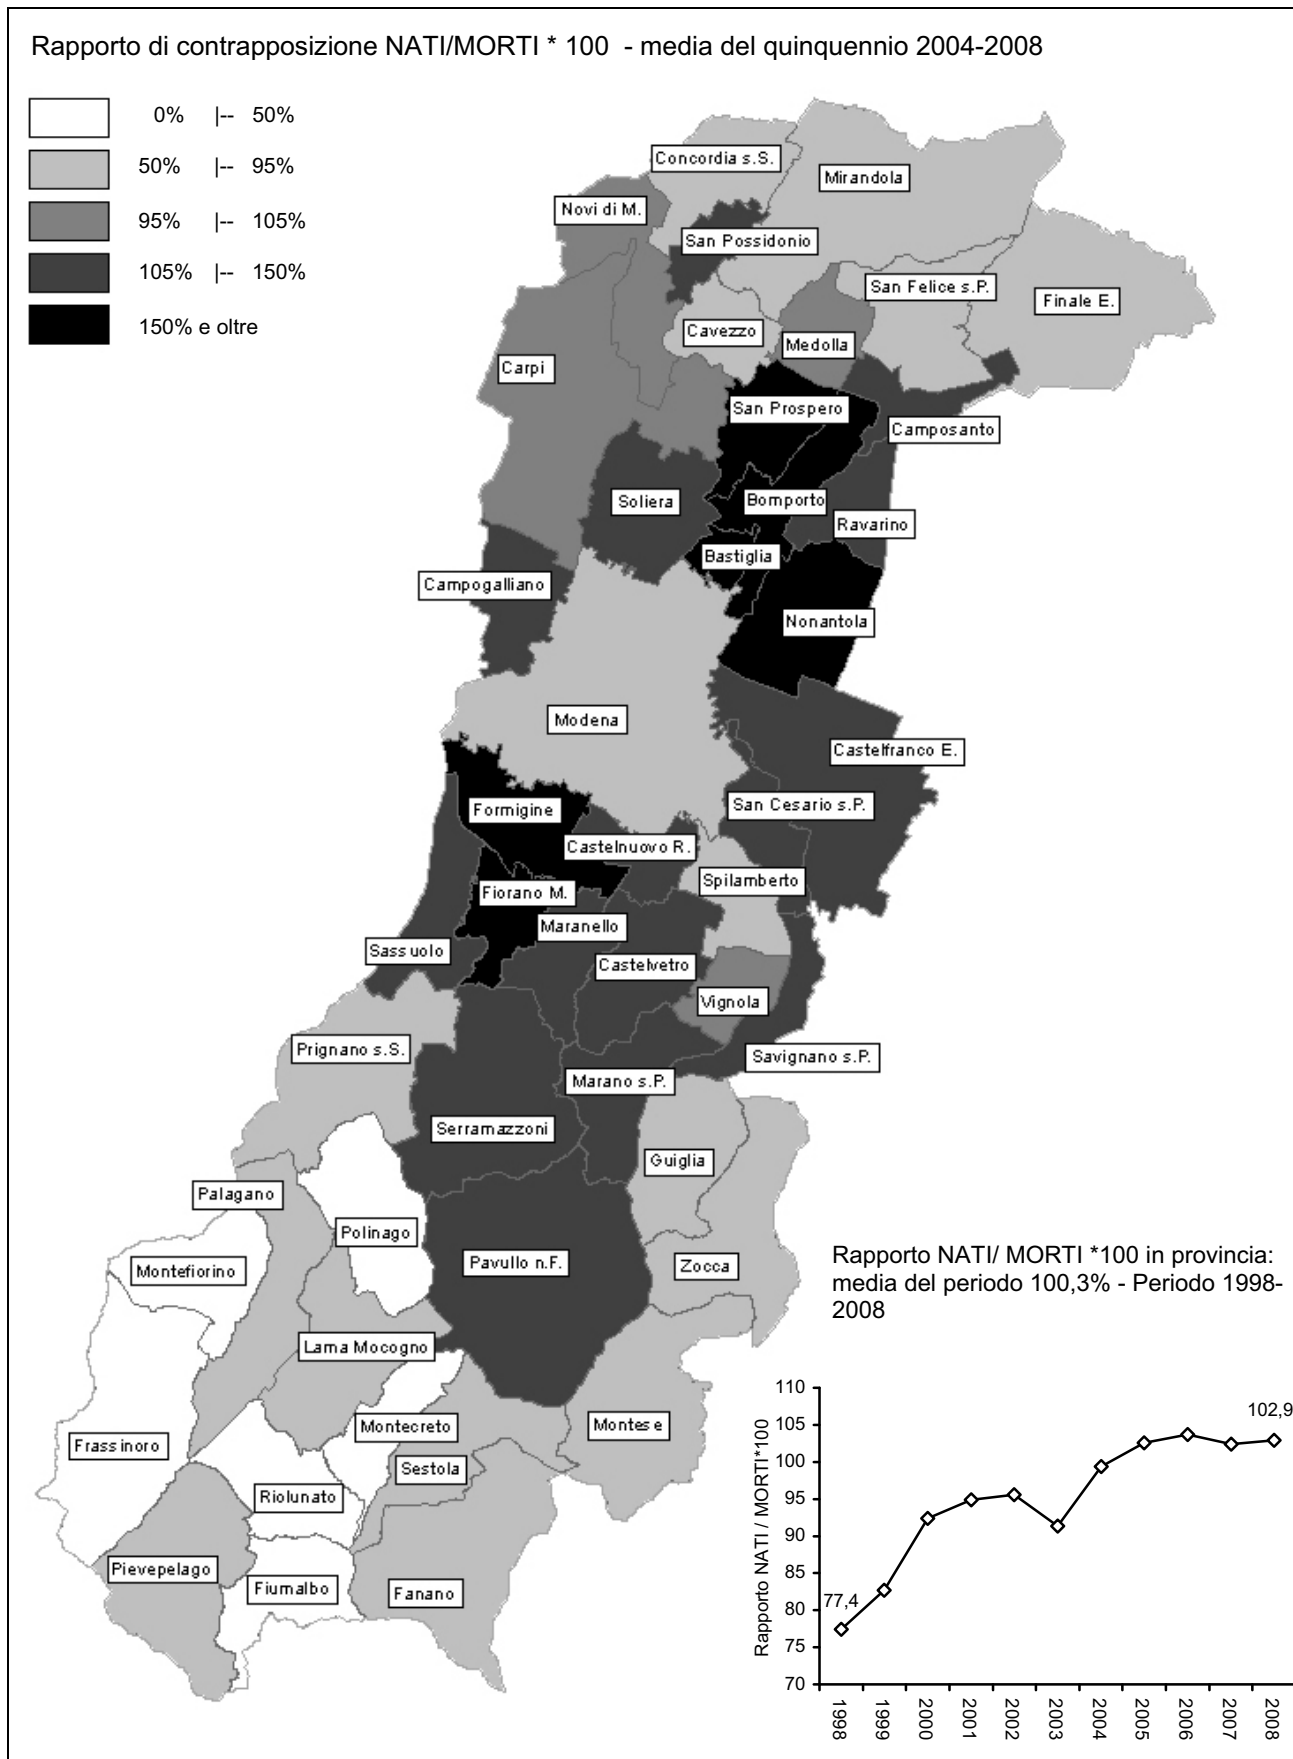 Rapporto di contrapposizione NATI/MORTI * 100 - media del quinquennio 2004-2008
0% |-- 50%
50% |-- 95%
95% |-- 105%
105% |-- 150%
150% e oltre
Concordia s.S.
Mirandola
Novi di M.
San Possidonio
San Felice s.P.
Finale E.
Cavezzo
Medolla
Carpi
San Prospero
Camposanto
Soliera
Bomporto
Ravarino
Bastiglia
Campogalliano
Nonantola
Modena
Castelfranco E.
San Cesario s.P.
Formigine
Castelnuovo R.
Spilamberto
Fiorano M.
Maranello
Sassuolo
Castelvetro
Vignola
Prignano s.S.
Savignano s.P.
Marano s.P.
Serramazzoni
Guiglia
Palagano
Polinago
Montefiorino
Pavullo n.F.
Zocca
Lama Mocogno
Montecreto
Montese
Frassinoro
Sestola
Riolunato
Pievepelago
Fiumalbo
Fanano
Rapporto NATI/ MORTI *100 in provincia:
media del periodo 100,3% - Periodo 1998-
2008
Rapporto NATI / MORTI*100
110
105
100
95
90
85
80
75
70
77,4
102,9
1998
1999
2000
2001
2002
2003
2004
2005
2006
2007
2008